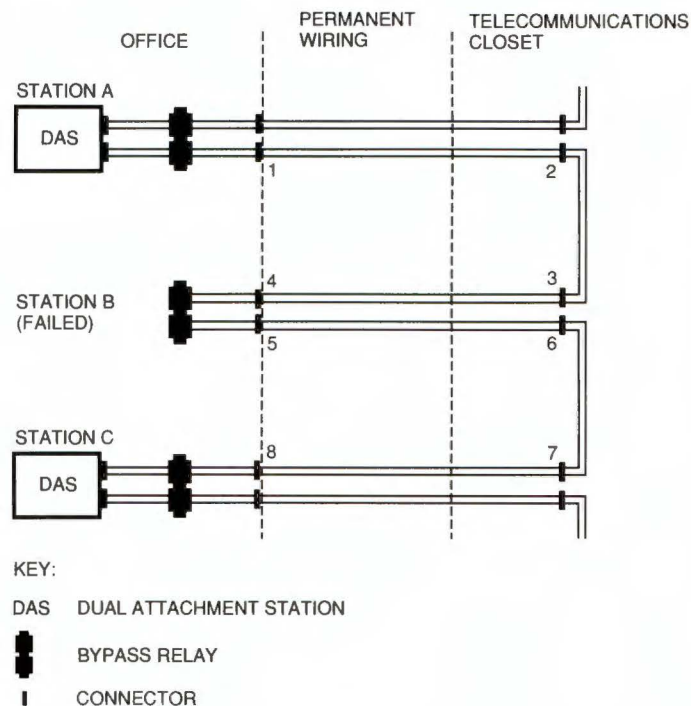 OFFICE
PERMANENT
WIRING
TELECOMMUNICATIONS
CLOSET
STATION A
DAS
1
2
STATION B
(FAILED)
4
3
5
6
STATION C
DAS
8
7
KEY:
DAS DUAL ATTACHMENT STATION
BYPASS RELAY
CONNECTOR